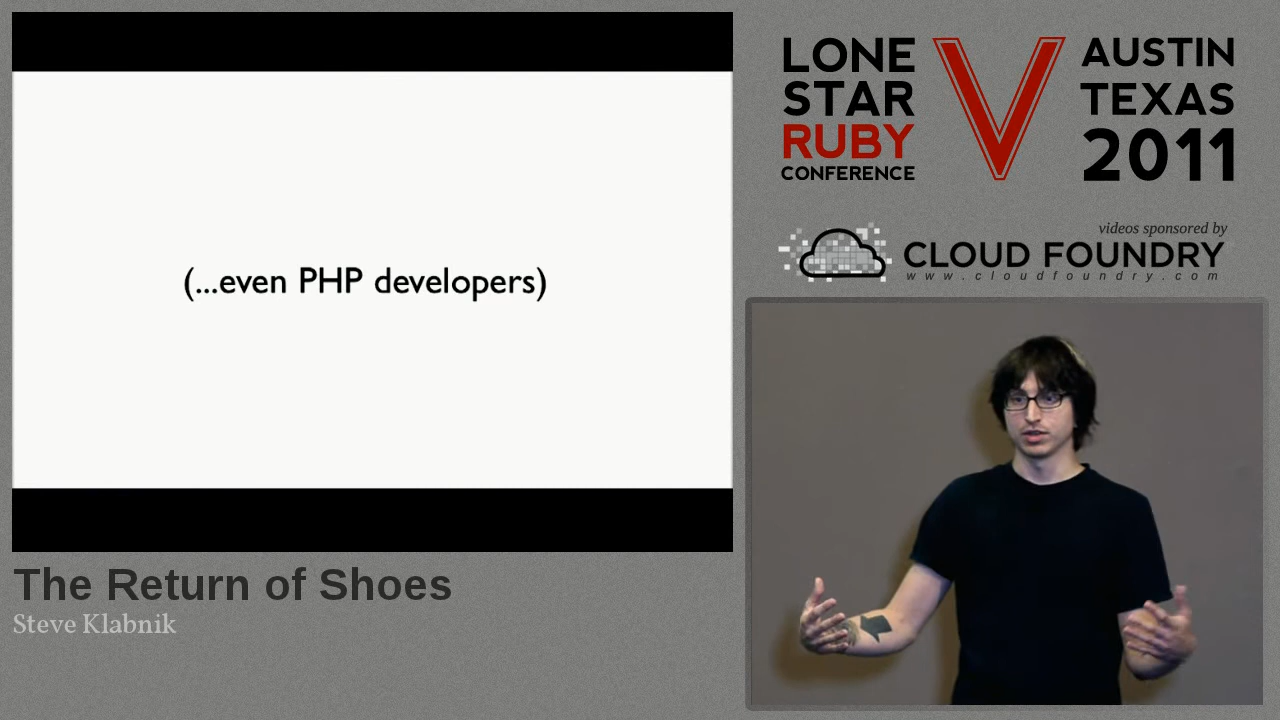 (...even PHP developers)
The Return of Shoes
Steve Klabnik
LONE
STAR
RUBY
CONFERENCE
V
AUSTIN
TEXAS
2011
videos sponsored by
CLOUD FOUNDRY
www.cloudfoundry.com